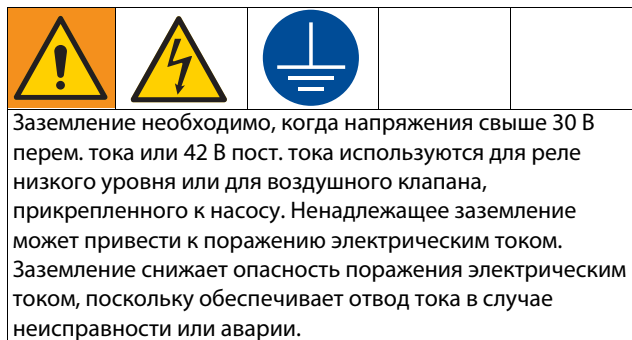 Заземление необходимо, когда напряжения свыше 30 В
перем. тока или 42 В пост. тока используются для реле
низкого уровня или для воздушного клапана,
прикрепленного к насосу. Ненадлежащее заземление
может привести к поражению электрическим током.
Заземление снижает опасность поражения электрическим
током, поскольку обеспечивает отвод тока в случае
неисправности или аварии.